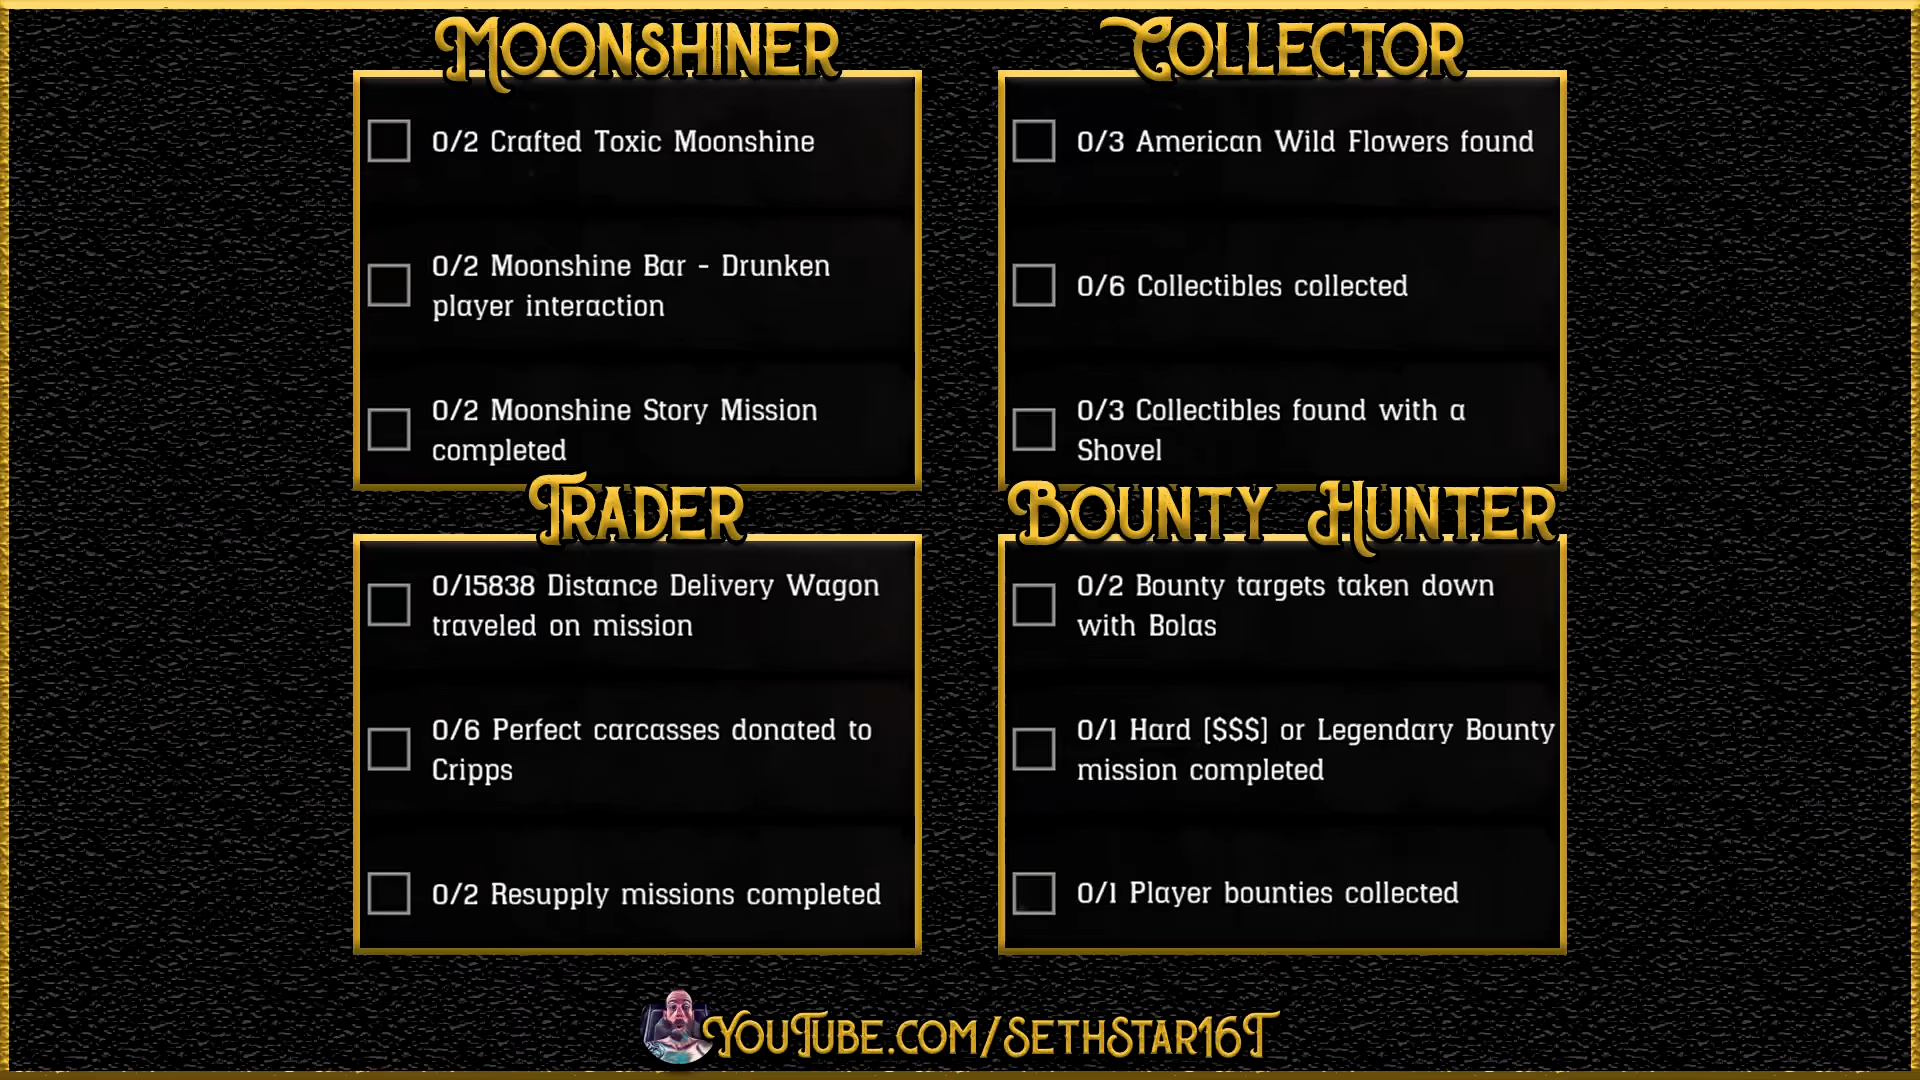 Moonshiner
0/2 Crafted Toxic Moonshine
0/2 Moonshine Bar - Drunken
player interaction
0/2 Moonshine Story Mission
completed
Collector
0/3 American Wild Flowers found
0/6 Collectibles collected
0/3 Collectibles found with a
Shovel
Trader
0/15838 Distance Delivery Wagon
traveled on mission
0/6 Perfect carcasses donated to
Cripps
0/2 Resupply missions completed
Bounty Hunter
0/2 Bounty targets taken down
with Bolas
0/1 Hard [$$$] or Legendary Bounty
mission completed
0/1 Player bounties collected
YouTube.com/SethStar16T